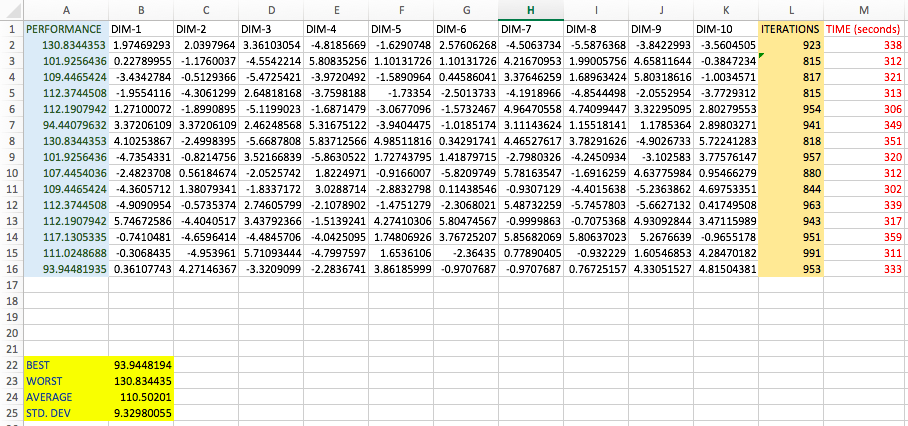 A B C D E F G H I J K L M
1 PERFORMANCE DIM-1 DIM-2 DIM-3 DIM-4 DIM-5 DIM-6 DIM-7 DIM-8 DIM-9 DIM-10 ITERATIONS TIME (seconds)
2 130.8344353 1.97469293 2.0397964 3.36103054 -4.8185669 -1.6290748 2.57606268 -4.5063734 -5.5876368 -3.8422993 -3.5604505 923 338
3 101.9256436 0.22789955 -1.1760037 -4.5542214 5.80835256 1.10131726 1.10131726 4.21670953 1.99005756 4.65811644 -0.3847234 815 312
4 109.4465424 -3.4342784 -0.5129366 -5.4725421 -3.9720492 -1.5890964 0.44586041 3.37646259 1.68963424 5.80318616 -1.0034571 817 321
5 112.3744508 -1.9554116 -4.3061299 2.64818168 -3.7598188 -1.73354 -2.5013733 -4.1918966 -4.8544498 -2.0552954 -3.7729312 815 313
6 112.1907942 1.27100072 -1.8990895 -5.1199023 -1.6871479 -3.0677096 -1.5732467 4.96470558 4.74099447 3.32295095 2.80279553 954 306
7 94.44079632 3.37206109 3.37206109 2.46248568 5.31675122 -3.9404475 -1.0185174 3.11143624 1.15518141 1.1785364 2.89803271 941 349
8 130.8344353 4.10253867 -2.4998395 -5.6687808 5.83712566 4.98511816 0.34291741 4.46527617 3.78291626 -4.9026733 5.72241283 818 351
9 101.9256436 -4.7354331 -0.8214756 3.52166839 -5.8630522 1.72743795 1.41879715 -2.7980326 -4.2450934 -3.102583 3.77576147 957 320
10 107.4454036 -2.4823708 0.56184674 -2.0525742 1.8224971 -0.9166007 -5.8209749 5.78163547 -1.6916259 4.63775984 0.95466279 880 312
11 109.4465424 -4.3605712 1.38079341 -1.8337172 3.0288714 -2.8832798 0.11438546 -0.9307129 -4.4015638 -5.2363862 4.69753351 844 302
12 112.3744508 -4.9090954 -0.5735374 2.74605799 -2.1078902 -1.4751279 -2.3068021 5.48732259 -5.7457803 -5.6627132 0.41749508 963 339
13 112.1907942 5.74672586 -4.4040517 3.43792366 -1.5139241 4.27410306 5.80474567 -0.9999863 -0.7075368 4.93092844 3.47115989 943 317
14 117.1305335 -0.7410481 -4.6596414 -4.4845706 -4.0425095 1.74806926 3.76725207 5.85682069 5.80637023 5.2676639 -0.9655178 951 359
15 111.0248688 -0.3068435 -4.953961 5.71093444 -4.7997597 1.6536106 -2.36435 0.77890405 -0.932229 1.60546853 4.28470182 991 311
16 93.94481935 0.36107743 4.27146367 -3.3209099 -2.2836741 3.86185999 -0.9707687 -0.9707687 0.76725157 4.33051527 4.81504381 953 333
17
18
19
20
21
22 BEST 93.9448194
23 WORST 130.834435
24 AVERAGE 110.50201
25 STD. DEV 9.32980055